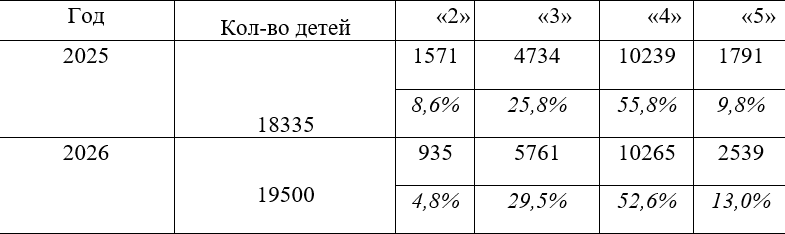 Год Кол-во детей «2» «3» «4» «5»
2025 18335 1571 4734 10239 1791
8,6% 25,8% 55,8% 9,8%
2026 19500 935 5761 10265 2539
4,8% 29,5% 52,6% 13,0%